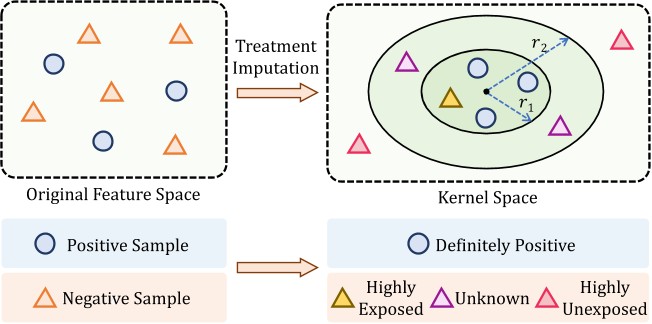 Treatment
Imputation
r2
r1
Original Feature Space
Kernel Space
Positive Sample
Definitely Positive
Negative Sample
Highly
Exposed
Unknown
Highly
Unexposed